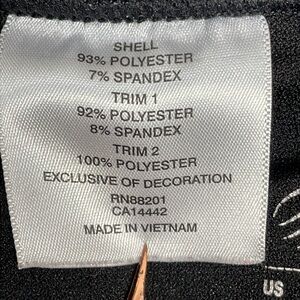 SHELL
93% POLYESTER
7% SPANDEX
TRIM 1
92% POLYESTER
8% SPANDEX
TRIM 2
100% POLYESTER
EXCLUSIVE OF DECORATION
RN88201
CA14442
MADE IN VIETNAM
US